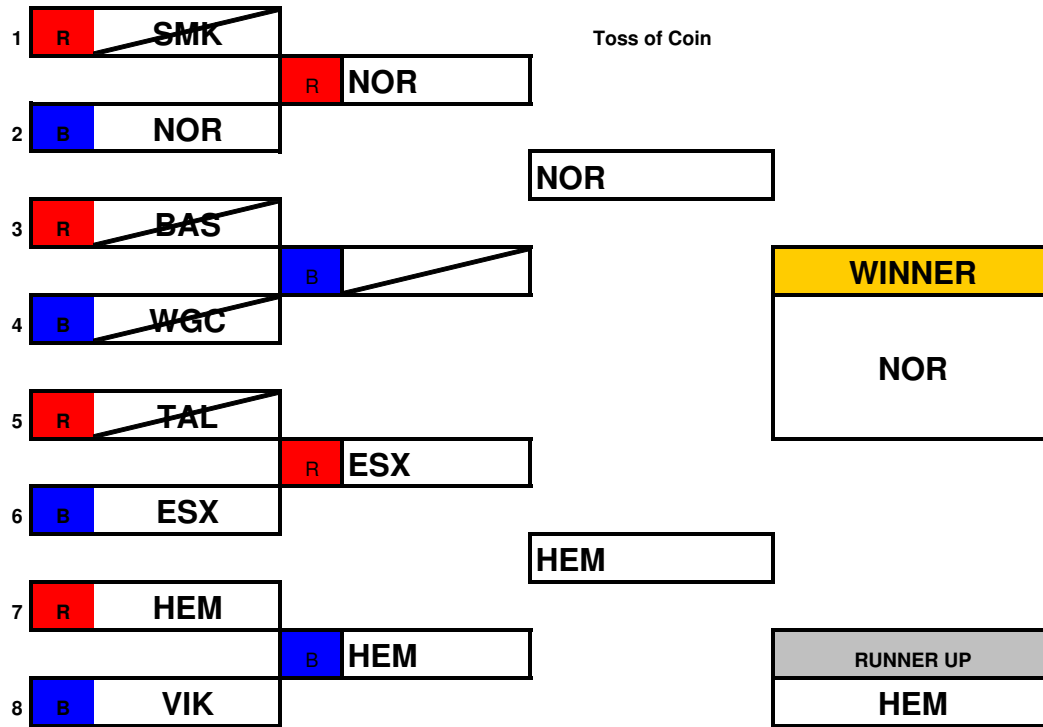 1 R SMK Toss of Coin
R NOR
2 B NOR
NOR
3 R BAS
B WINNER
4 B WGC
NOR
5 R TAL
R ESX
6 B ESX
HEM
7 R HEM
B HEM RUNNER UP
8 B VIK HEM